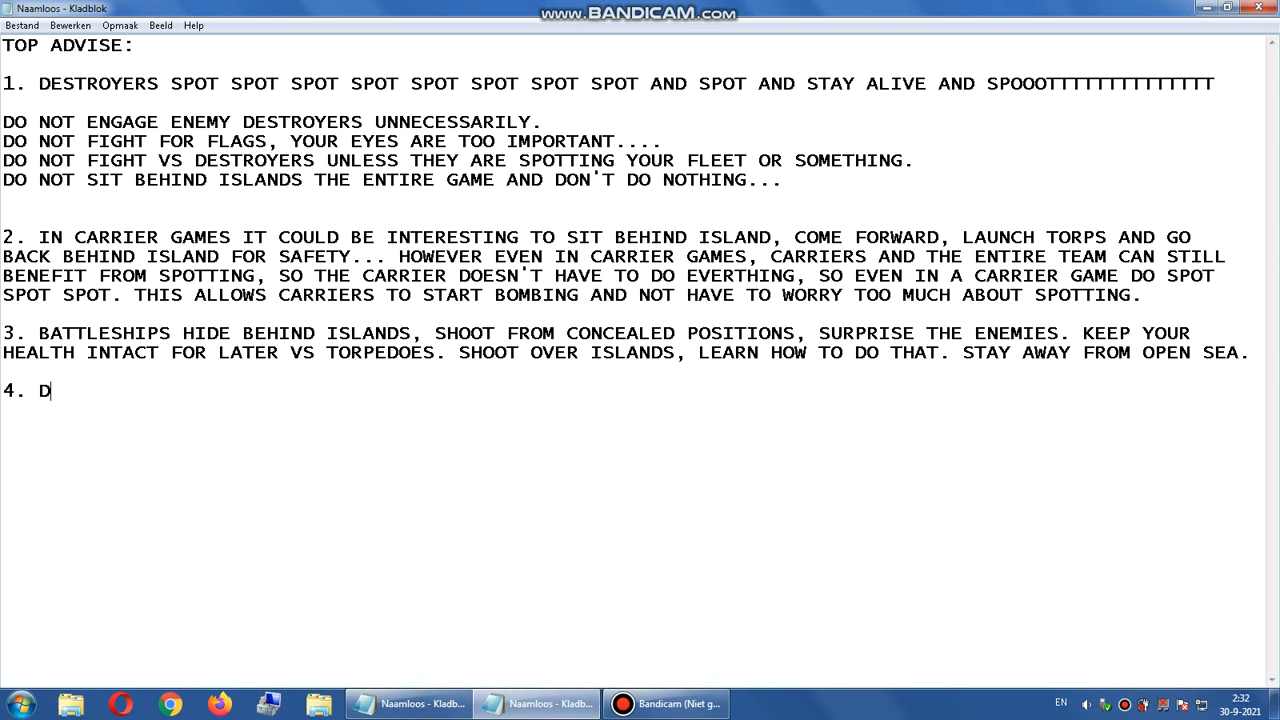 Naamloos - Kladblok
www.BANDICAM.com
Bestand Bewerken Opmaak Beeld Help
TOP ADVISE:
1. DESTROYERS SPOT SPOT SPOT SPOT SPOT SPOT SPOT SPOT AND SPOT AND STAY ALIVE AND SPOOOTTTTTTTTTTTTTT
DO NOT ENGAGE ENEMY DESTROYERS UNNECESSARILY.
DO NOT FIGHT FOR FLAGS, YOUR EYES ARE TOO IMPORTANT....
DO NOT FIGHT VS DESTROYERS UNLESS THEY ARE SPOTTING YOUR FLEET OR SOMETHING.
DO NOT SIT BEHIND ISLANDS THE ENTIRE GAME AND DON'T DO NOTHING...
2. IN CARRIER GAMES IT COULD BE INTERESTING TO SIT BEHIND ISLAND, COME FORWARD, LAUNCH TORPS AND GO
BACK BEHIND ISLAND FOR SAFETY... HOWEVER EVEN IN CARRIER GAMES, CARRIERS AND THE ENTIRE TEAM CAN STILL
BENEFIT FROM SPOTTING, SO THE CARRIER DOESN'T HAVE TO DO EVERTHING, SO EVEN IN A CARRIER GAME DO SPOT
SPOT SPOT. THIS ALLOWS CARRIERS TO START BOMBING AND NOT HAVE TO WORRY TOO MUCH ABOUT SPOTTING.
3. BATTLESHIPS HIDE BEHIND ISLANDS, SHOOT FROM CONCEALED POSITIONS, SURPRISE THE ENEMIES. KEEP YOUR
HEALTH INTACT FOR LATER VS TORPEDOES. SHOOT OVER ISLANDS, LEARN HOW TO DO THAT. STAY AWAY FROM OPEN SEA.
4. D
Naamloos - Kladb... Naamloos - Kladb... Bandicam (Niet g... EN 2:32
30-9-2021